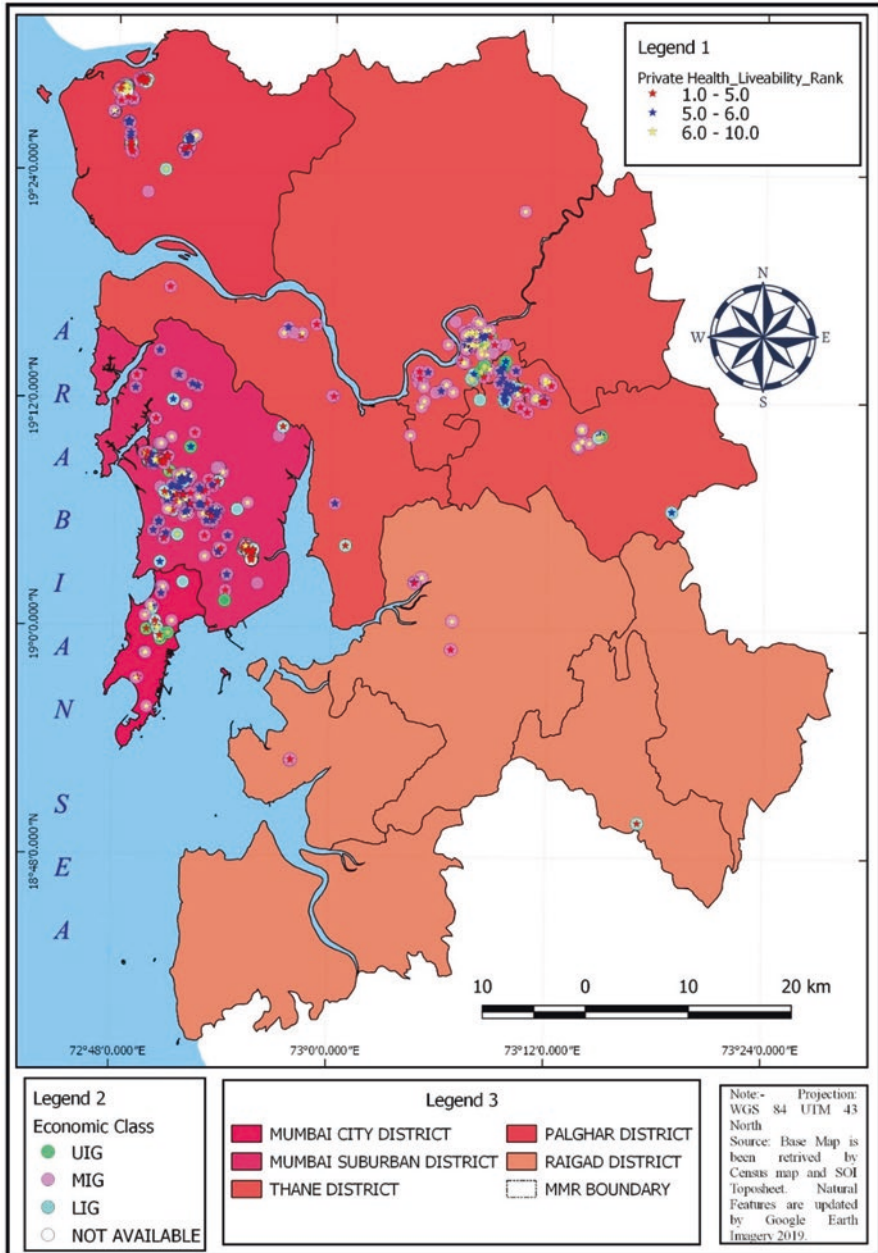 Legend 1
Private Health_Liveability_Rank
1.0 - 5.0
5.0 - 6.0
6.0 - 10.0
19°24'0.000"N
19°12'0.000"N
19°0'0.000"N
18°48'0.000"N
N
W
E
S
A
R
A
B
I
A
N
S
E
A
10 0 10 20 km
72°48'0.000"E 73°0'0.000"E 73°12'0.000"E 73°24'0.000"E
Legend 2
Economic Class
UIG
MIG
LIG
NOT AVAILABLE
Legend 3
MUMBAI CITY DISTRICT
MUMBAI SUBURBAN DISTRICT
THANE DISTRICT
PALGHAR DISTRICT
RAIGAD DISTRICT
MMR BOUNDARY
Note:- Projection:
WGS 84 UTM 43
North
Source: Base Map is
been retrived by
Census map and SOI
Toposheet. Natural
Features are updated
by Google Earth
Imagery 2019.